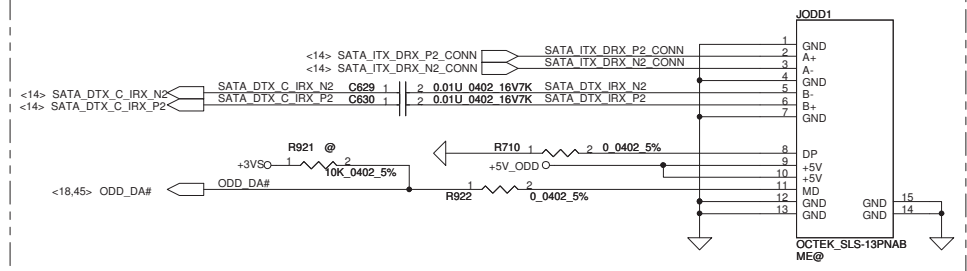 JODD1
1 GND
<14> SATA_ITX_DRX_P2_CONN SATA_ITX_DRX_P2_CONN 2 A+
<14> SATA_ITX_DRX_N2_CONN SATA_ITX_DRX_N2_CONN 3 A-
4 GND
<14> SATA_DTX_C_IRX_N2 SATA_DTX_C_IRX_N2 C629 1 2 0.01U_0402_16V7K SATA_DTX_IRX_N2 5 B-
<14> SATA_DTX_C_IRX_P2 SATA_DTX_C_IRX_P2 C630 1 2 0.01U_0402_16V7K SATA_DTX_IRX_P2 6 B+
7 GND
R921 @ R710 1 2 0_0402_5% 8 DP
+3VS 1 2 +5V_ODD 9 +5V
10K_0402_5% 10 +5V
<18,45> ODD_DA# ODD_DA# 1 2 11 MD
R922 0_0402_5% 12 GND GND 15
13 GND GND 14
OCTEK_SLS-13PNAB
ME@